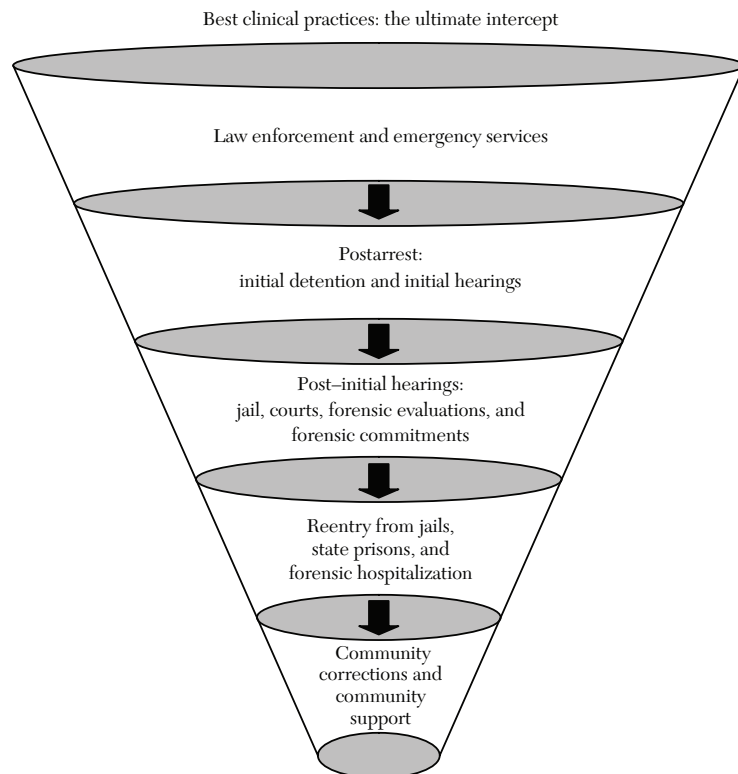 Best clinical practices: the ultimate intercept
Law enforcement and emergency services
Postarrest:
initial detention and initial hearings
Post–initial hearings:
jail, courts, forensic evaluations, and
forensic commitments
Reentry from jails,
state prisons, and
forensic hospitalization
Community
corrections and
community
support